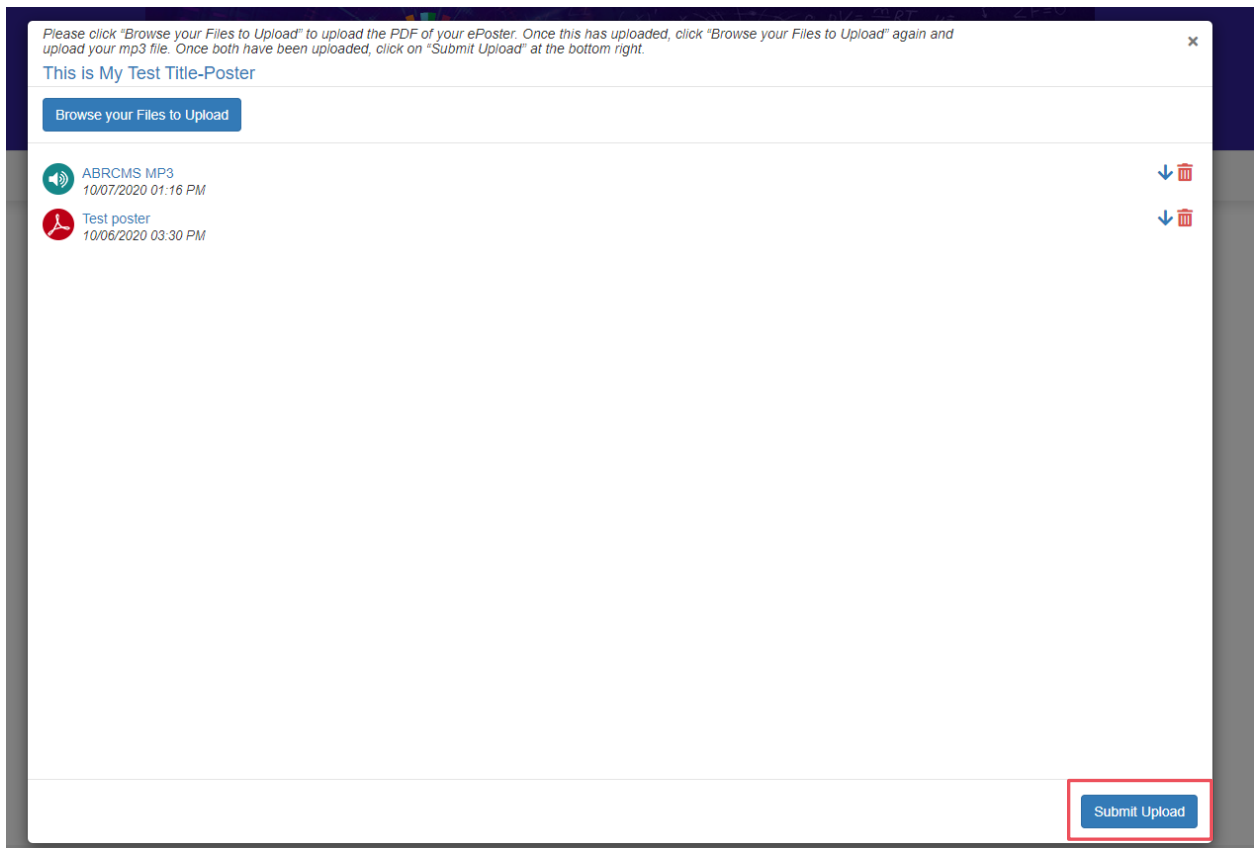 Please click “Browse your Files to Upload” to upload the PDF of your ePoster. Once this has uploaded, click “Browse your Files to Upload” again and
upload your mp3 file. Once both have been uploaded, click on “Submit Upload” at the bottom right.
×
This is My Test Title-Poster
Browse your Files to Upload
ABRCMS MP3
10/07/2020 01:16 PM
Test poster
10/06/2020 03:30 PM
Submit Upload